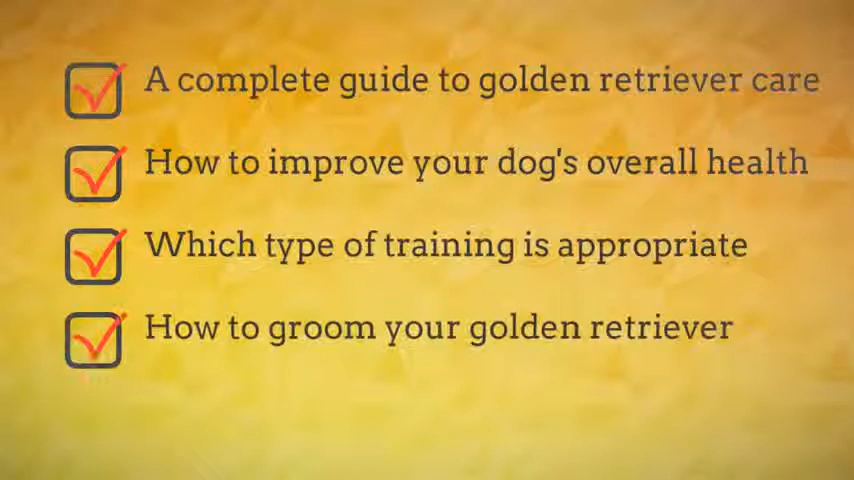 A complete guide to golden retriever care
How to improve your dog's overall health
Which type of training is appropriate
How to groom your golden retriever